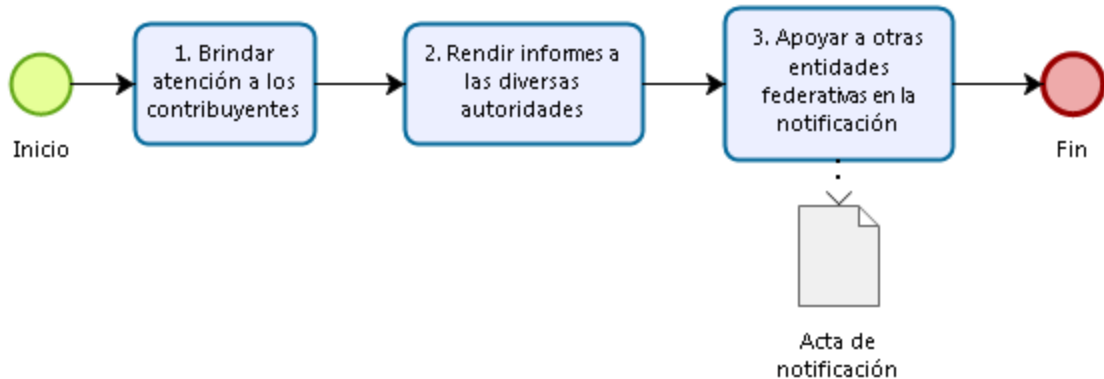 Inicio
1. Brindar
atención a los
contribuyentes
2. Rendir informes a
las diversas
autoridades
3. Apoyar a otras
entidades
federativas en la
notificación
Fin
Acta de
notificación